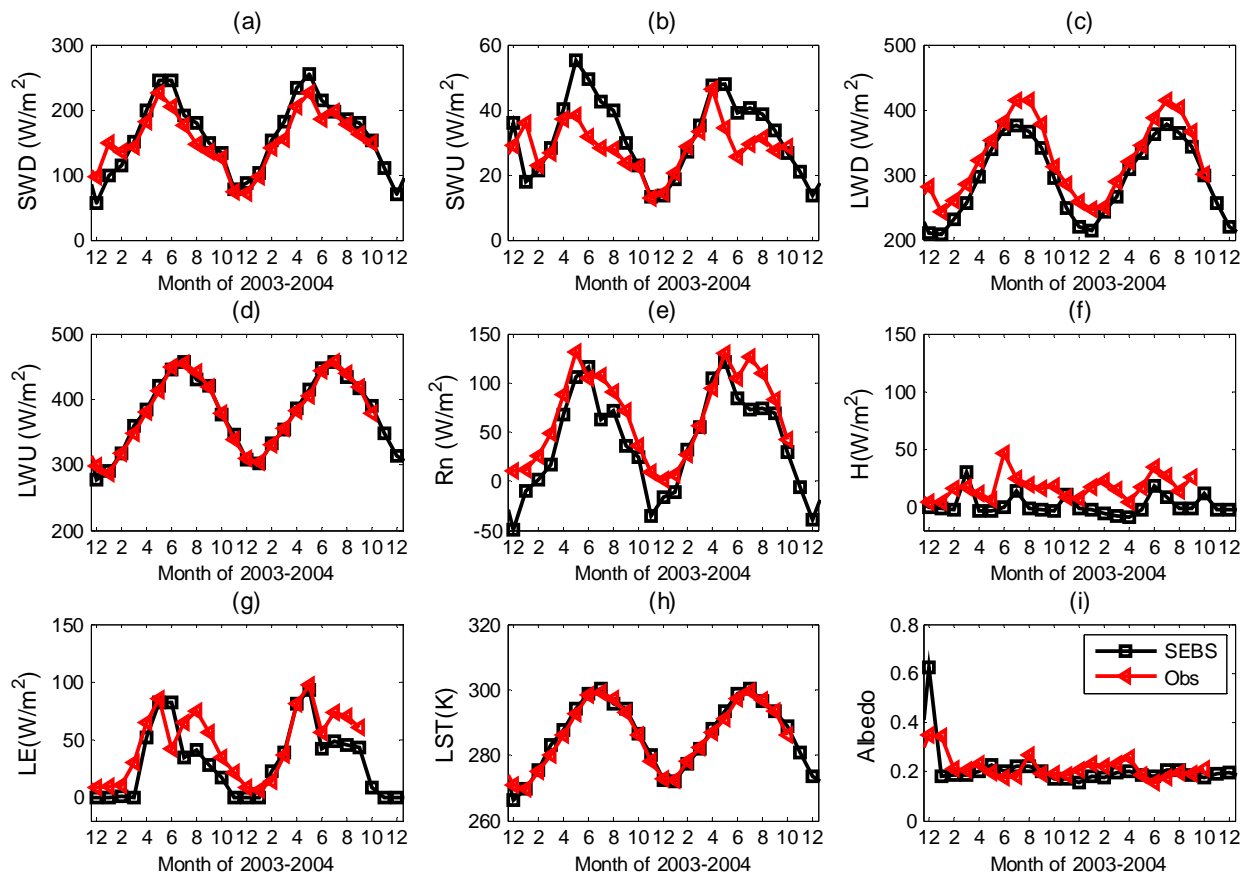 (a)
(b)
(c)
300
200
100
0
SWD (W/m²)
12 2 4 6 8 10 12 2 4 6 8 10 12
Month of 2003-2004
60
40
20
0
SWU (W/m²)
12 2 4 6 8 10 12 2 4 6 8 10 12
Month of 2003-2004
500
400
300
200
LWD (W/m²)
12 2 4 6 8 10 12 2 4 6 8 10 12
Month of 2003-2004
(d)
(e)
(f)
500
400
300
200
LWU (W/m²)
12 2 4 6 8 10 12 2 4 6 8 10 12
Month of 2003-2004
150
100
50
0
-50
Rn (W/m²)
12 2 4 6 8 10 12 2 4 6 8 10 12
Month of 2003-2004
150
100
50
0
H(W/m²)
12 2 4 6 8 10 12 2 4 6 8 10 12
Month of 2003-2004
(g)
(h)
(i)
150
100
50
0
LE(W/m²)
12 2 4 6 8 10 12 2 4 6 8 10 12
Month of 2003-2004
320
300
280
260
LST(K)
12 2 4 6 8 10 12 2 4 6 8 10 12
Month of 2003-2004
0.8
0.6
0.4
0.2
0
Albedo
SEBS
Obs
12 2 4 6 8 10 12 2 4 6 8 10 12
Month of 2003-2004